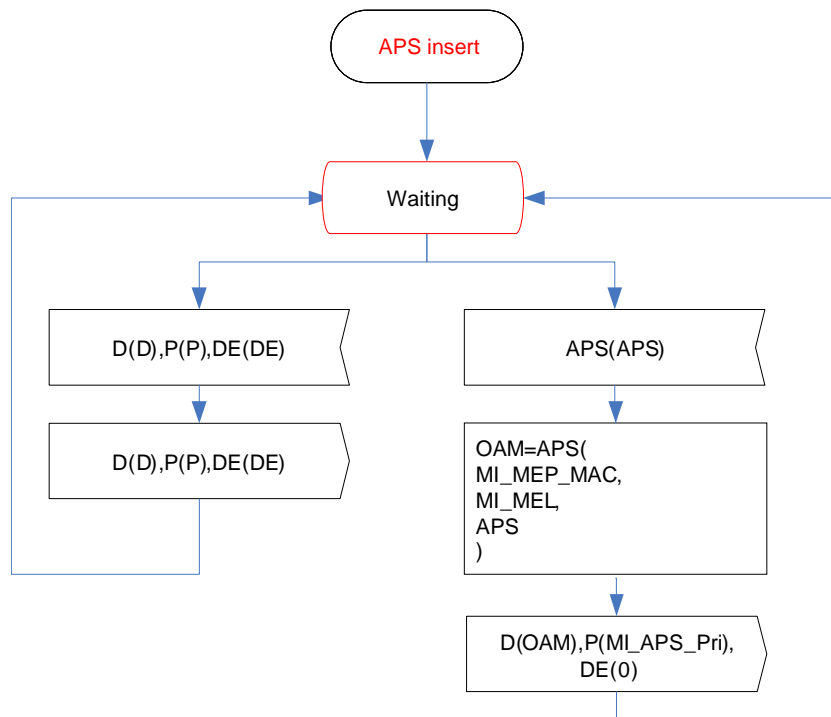 APS insert
Waiting
D(D),P(P),DE(DE)
APS(APS)
D(D),P(P),DE(DE)
OAM=APS(
MI_MEP_MAC,
MI_MEL,
APS
)
D(OAM),P(MI_APS_Pri),
DE(0)